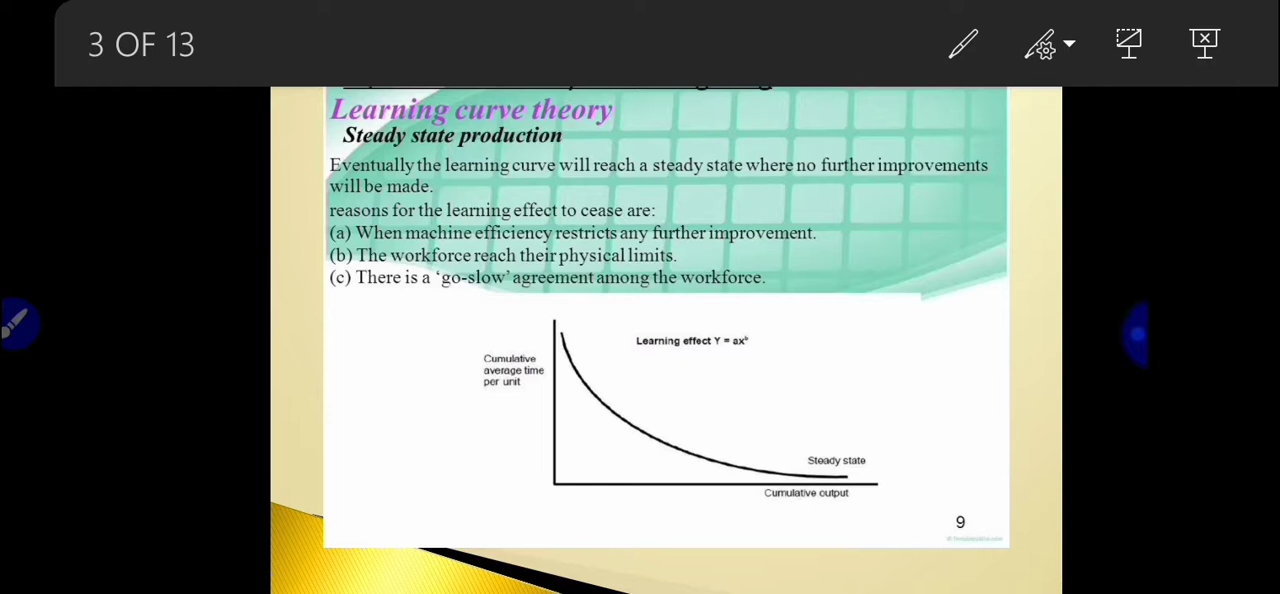 3 OF 13
Learning curve theory
Steady state production
Eventually the learning curve will reach a steady state where no further improvements
will be made.
reasons for the learning effect to cease are:
(a) When machine efficiency restricts any further improvement.
(b) The workforce reach their physical limits.
(c) There is a ‘go-slow’ agreement among the workforce.
Learning effect Y = axᵇ
Cumulative
average time
per unit
Steady state
Cumulative output
9